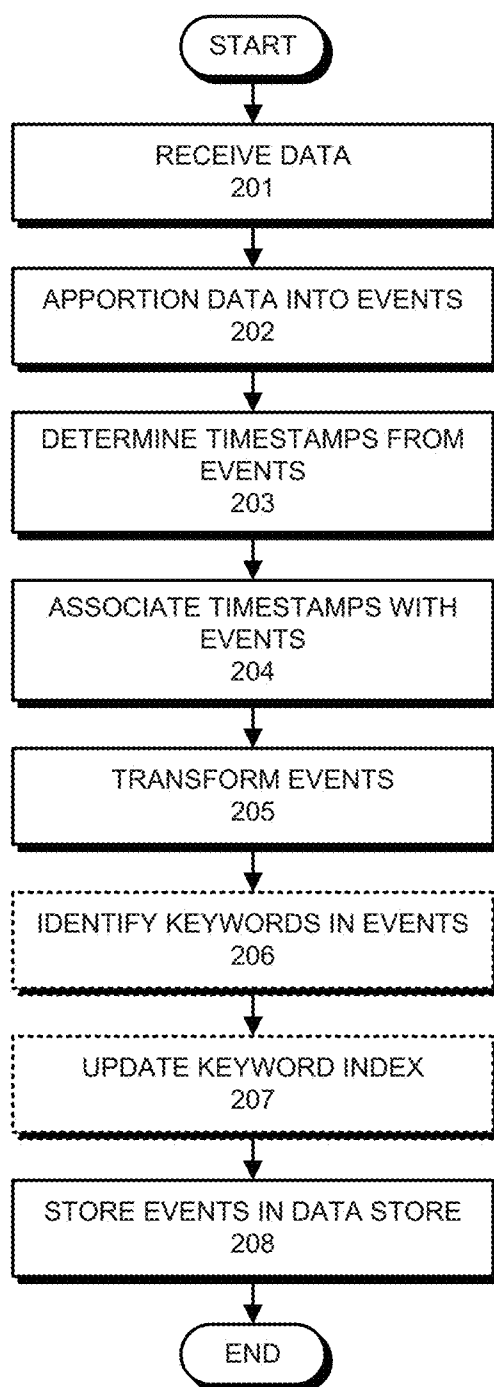 START
RECEIVE DATA
201
APPORTION DATA INTO EVENTS
202
DETERMINE TIMESTAMPS FROM
EVENTS
203
ASSOCIATE TIMESTAMPS WITH
EVENTS
204
TRANSFORM EVENTS
205
IDENTIFY KEYWORDS IN EVENTS
206
UPDATE KEYWORD INDEX
207
STORE EVENTS IN DATA STORE
208
END